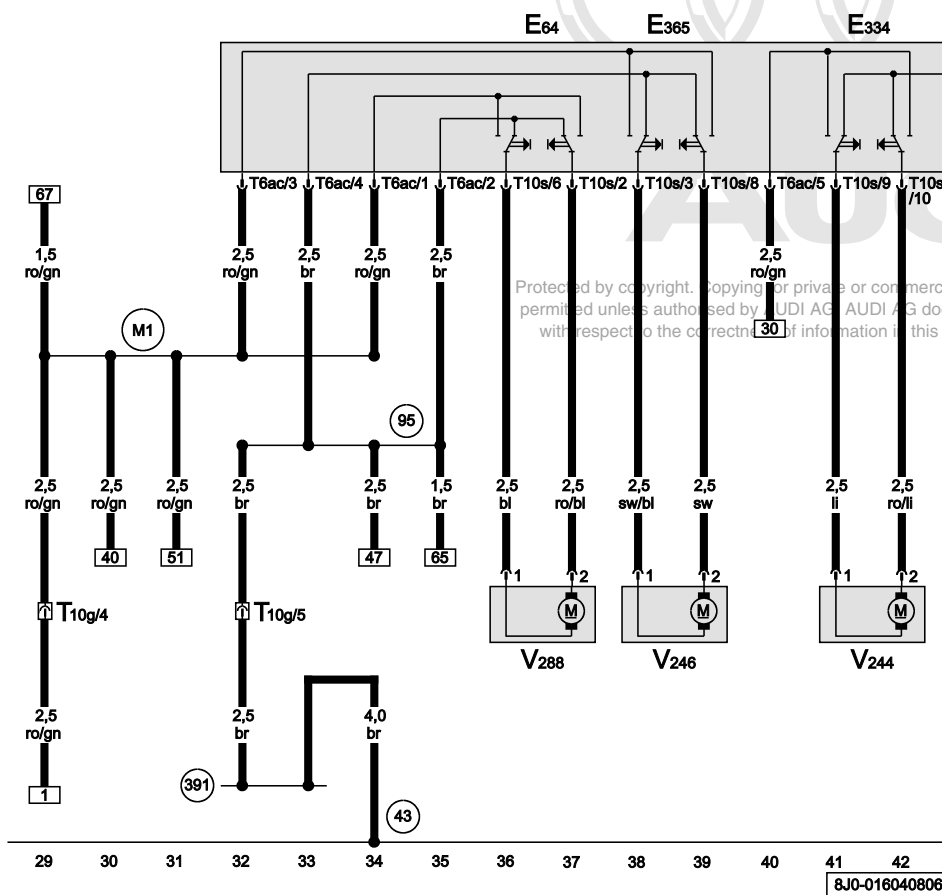 E64 E365 E334
T6ac/3 T6ac/4 T6ac/1 T6ac/2 T10s/6 T10s/2 T10s/3 T10s/8 T6ac/5 T10s/9 T10s
/10
67
1,5 2,5 2,5 2,5 2,5 2,5
ro/gn ro/gn br ro/gn br ro/gn
Protected by copyright. Copying for private or commerc
permitted unless authorised by AUDI AG. AUDI AG doe
with respect to the correctness of information in this
M1 30
95
2,5 2,5 2,5 2,5 2,5 1,5 2,5 2,5 2,5 2,5 2,5 2,5
ro/gn ro/gn ro/gn br br br bl ro/bl sw/bl sw li ro/li
40 51 47 65
1 2 1 2 1 2
T10g/4 T10g/5 M M M
V288 V246 V244
2,5 2,5 4,0
ro/gn br br
391
1
43
29 30 31 32 33 34 35 36 37 38 39 40 41 42
8J0-016040806